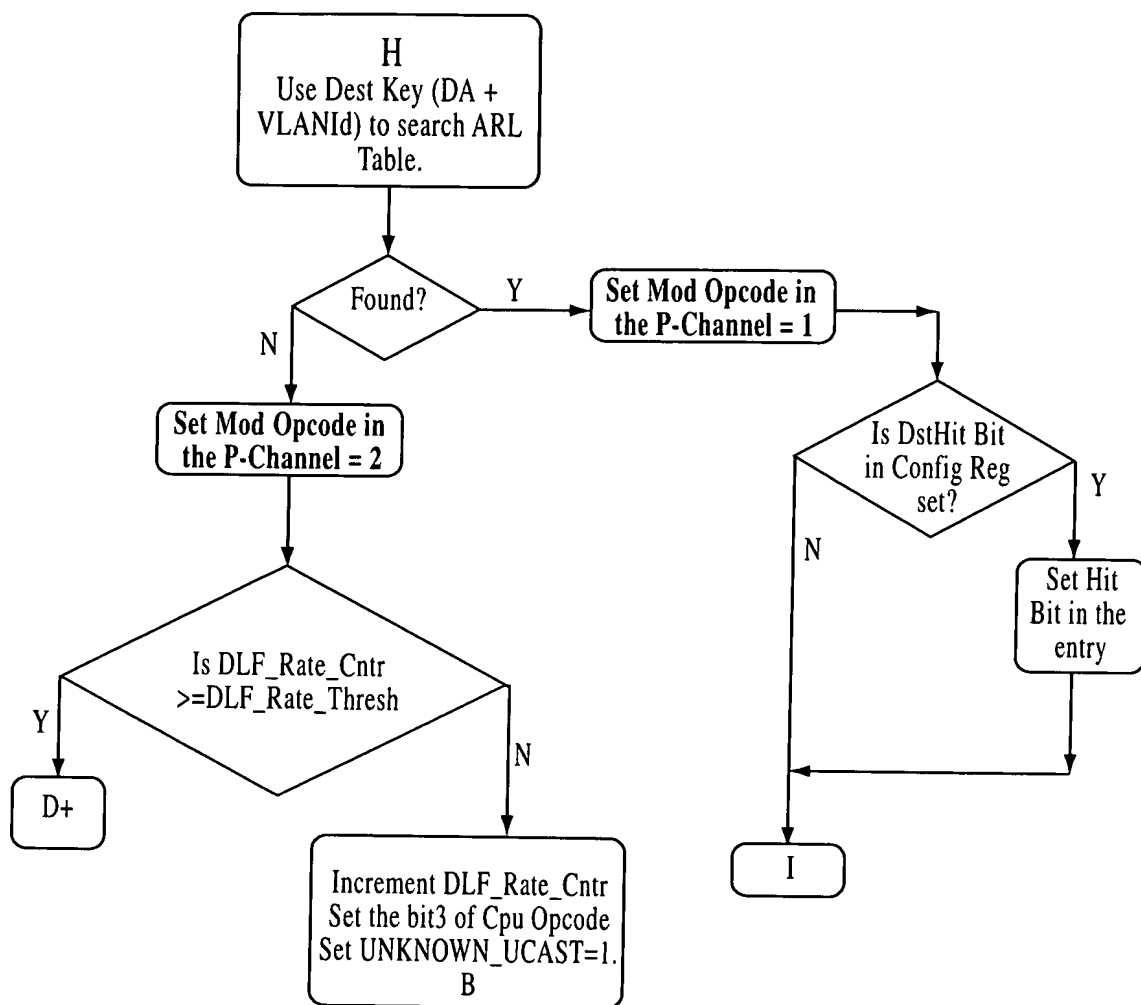 H
Use Dest Key (DA +
VLANId) to search ARL
Table.
Found?
Y
Set Mod Opcode in
the P-Channel = 1
N
Set Mod Opcode in
the P-Channel = 2
Is DstHit Bit
in Config Reg
set?
Y
N
Set Hit
Bit in the
entry
Is DLF_Rate_Cntr
>=DLF_Rate_Thresh
Y
N
D+
I
Increment DLF_Rate_Cntr
Set the bit3 of Cpu Opcode
Set UNKNOWN_UCAST=1.
B